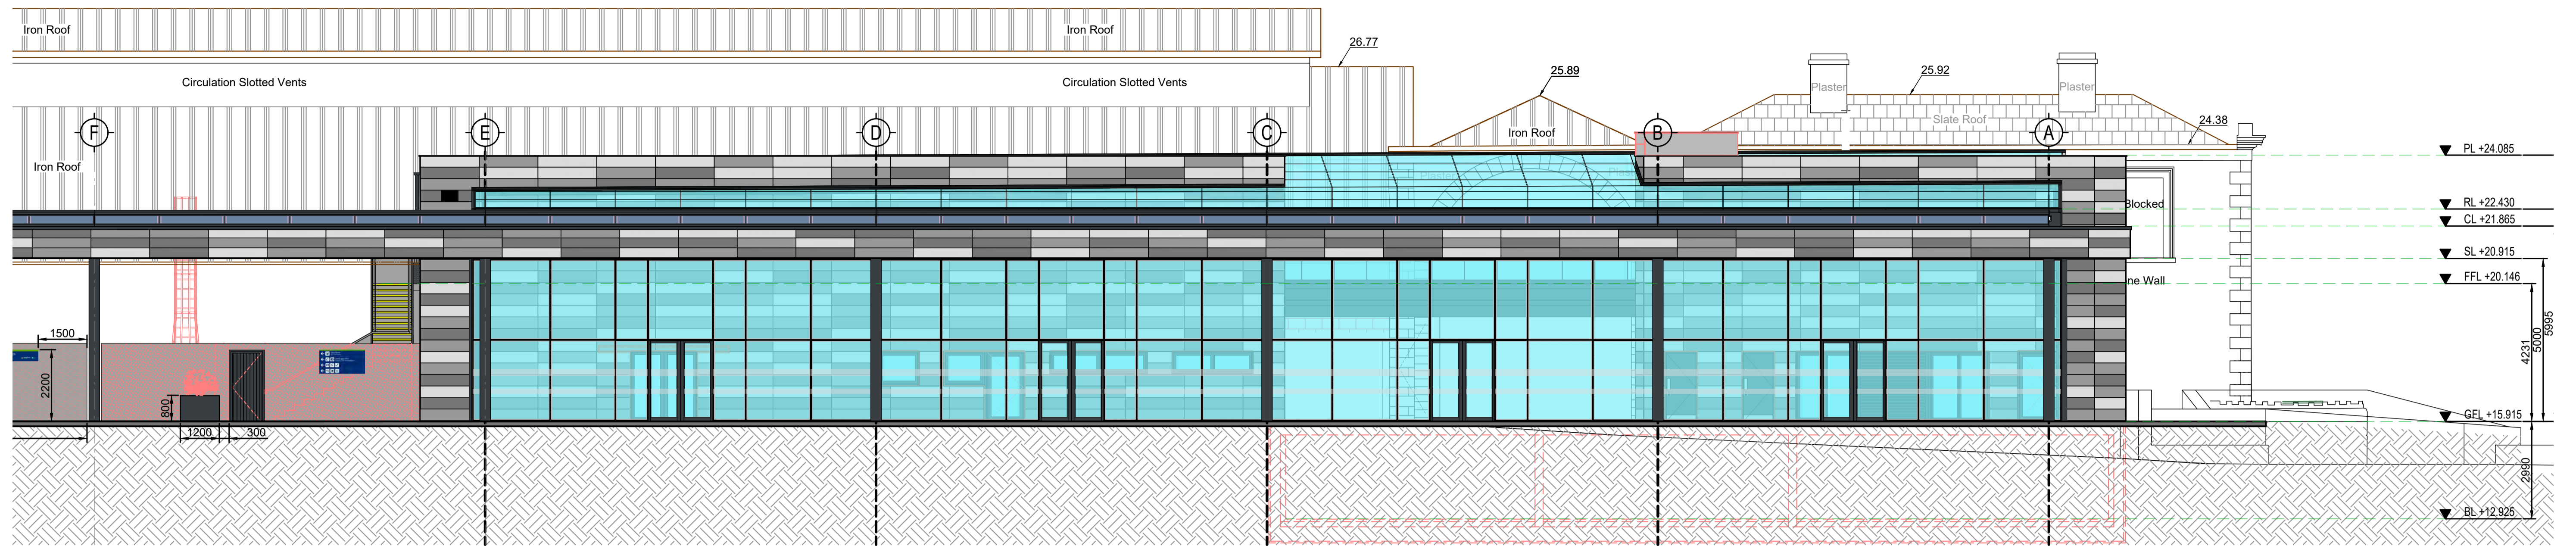 Iron Roof
Iron Roof
26.77
25.89
25.92
Circulation Slotted Vents
Circulation Slotted Vents
Plaster
Plaster
Slate Roof
24.38
F
E
D
C
B
A
Iron Roof
Iron Roof
PL +24.085
Plaster
Blocked
RL +22.430
CL +21.865
SL +20.915
FFL +20.146
ne Wall
1500
2200
800
1200
300
4231
5000
5995
GFL +15.915
2990
BL +12.925